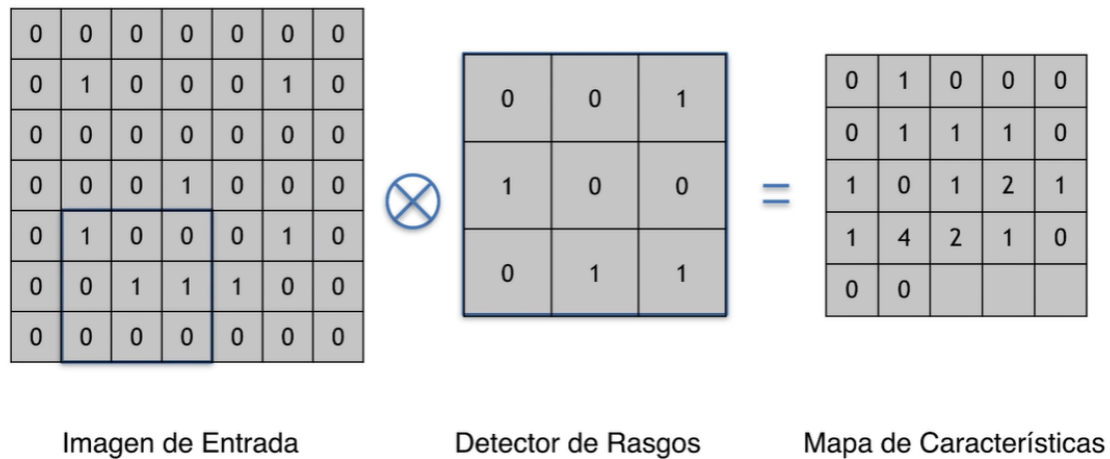 0 0 0 0 0 0 0
0 1 0 0 0 1 0
0 0 0 0 0 0 0
0 0 0 1 0 0 0
0 1 0 0 0 1 0
0 0 1 1 1 0 0
0 0 0 0 0 0 0
0 0 1
1 0 0
0 1 1
=
0 1 0 0 0
0 1 1 1 0
1 0 1 2 1
1 4 2 1 0
0 0
Imagen de Entrada
Detector de Rasgos
Mapa de Características